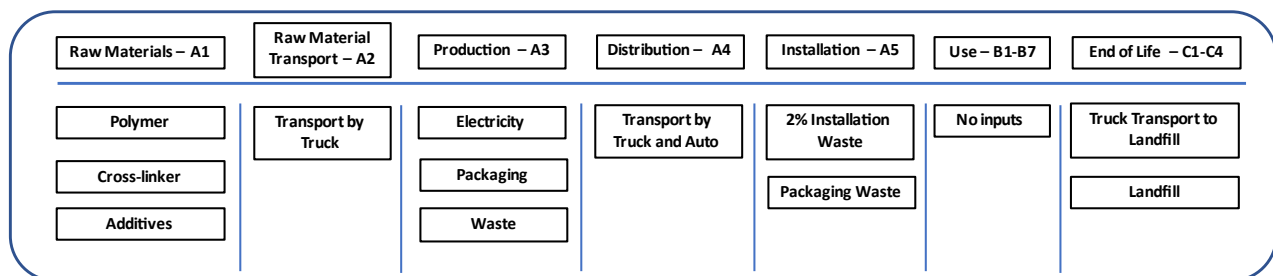 Raw Materials – A1
Raw Material
Transport – A2
Production – A3
Distribution – A4
Installation – A5
Use – B1-B7
End of Life – C1-C4
Polymer
Cross-linker
Additives
Transport by
Truck
Electricity
Packaging
Waste
Transport by
Truck and Auto
2% Installation
Waste
Packaging Waste
No inputs
Truck Transport to
Landfill
Landfill